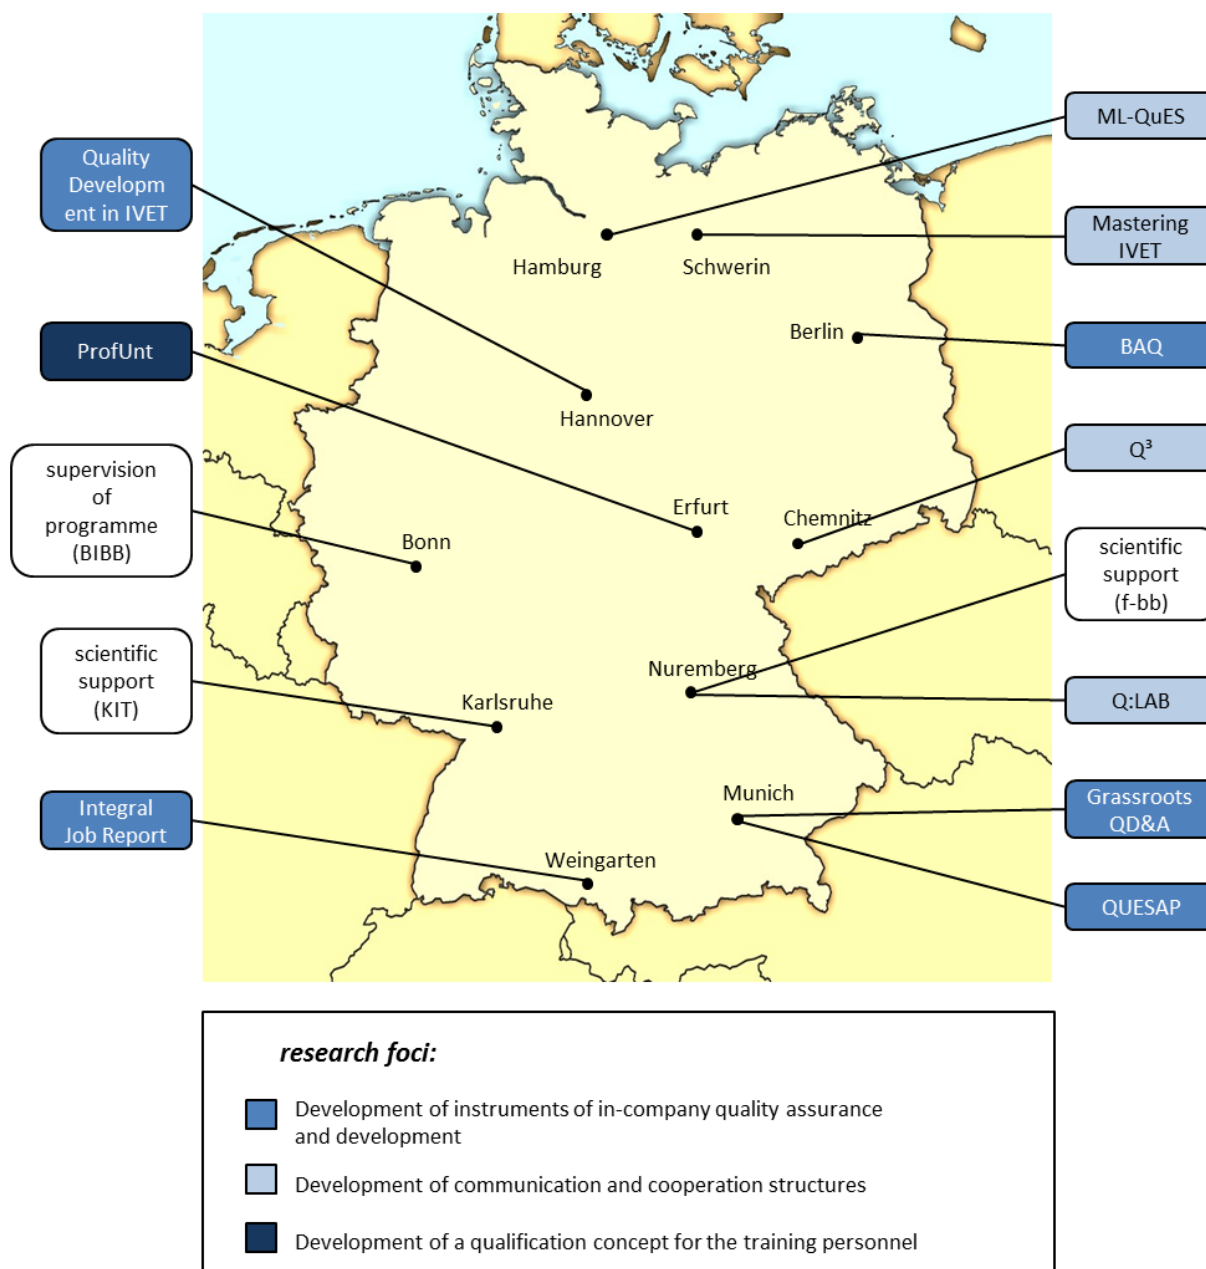 Quality
Developm
ent in IVET
ProfUnt
supervision
of
programme
(BIBB)
scientific
support
(KIT)
Integral
Job Report
Hamburg
Schwerin
Berlin
Hannover
Erfurt
Chemnitz
Bonn
Nuremberg
Karlsruhe
Munich
Weingarten
ML-QuES
Mastering
IVET
BAQ
Q³
scientific
support
(f-bb)
Q:LAB
Grassroots
QD&A
QUESAP
research foci:
Development of instruments of in-company quality assurance
and development
Development of communication and cooperation structures
Development of a qualification concept for the training personnel